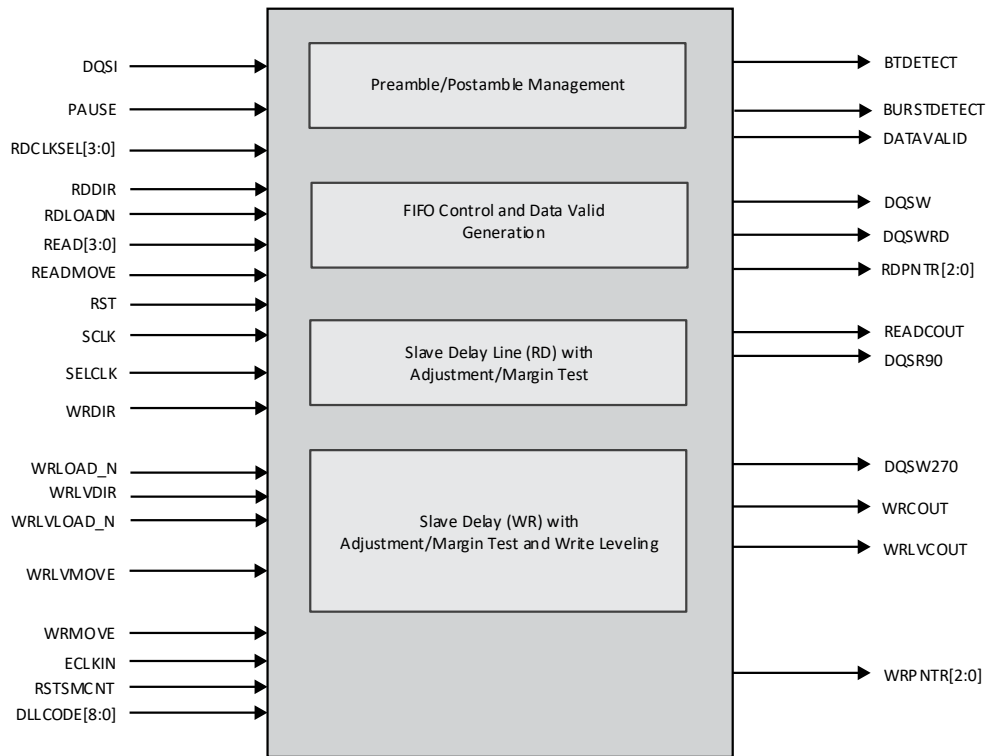 DQSI
PAUSE
RDCLKSEL[3:0]
RDDIR
RDLOADN
READ[3:0]
READMOVE
RST
SCLK
SELCLK
WRDIR
WRLOAD_N
WRLVDIR
WRLVLOAD_N
WRLVMOVE
WRMOVE
ECLKIN
RSTSMCNT
DLLCODE[8:0]
Preamble/Postamble Management
FIFO Control and Data Valid
Generation
Slave Delay Line (RD) with
Adjustment/Margin Test
Slave Delay (WR) with
Adjustment/Margin Test and Write Leveling
BTDETECT
BURSTDETECT
DATAVALID
DQSW
DQSWRD
RDPNTR[2:0]
READCOUT
DQSR90
DQSW270
WRCOUT
WRLVCOUT
WRPNTR[2:0]